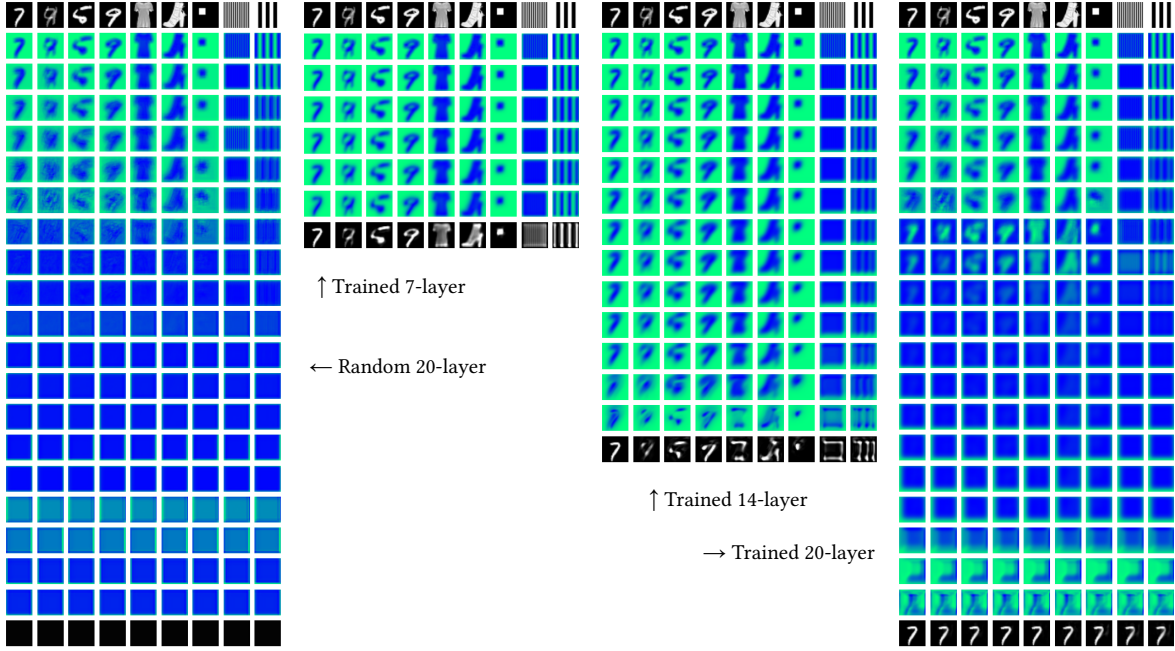 ↑ Trained 7-layer
← Random 20-layer
↑ Trained 14-layer
→ Trained 20-layer